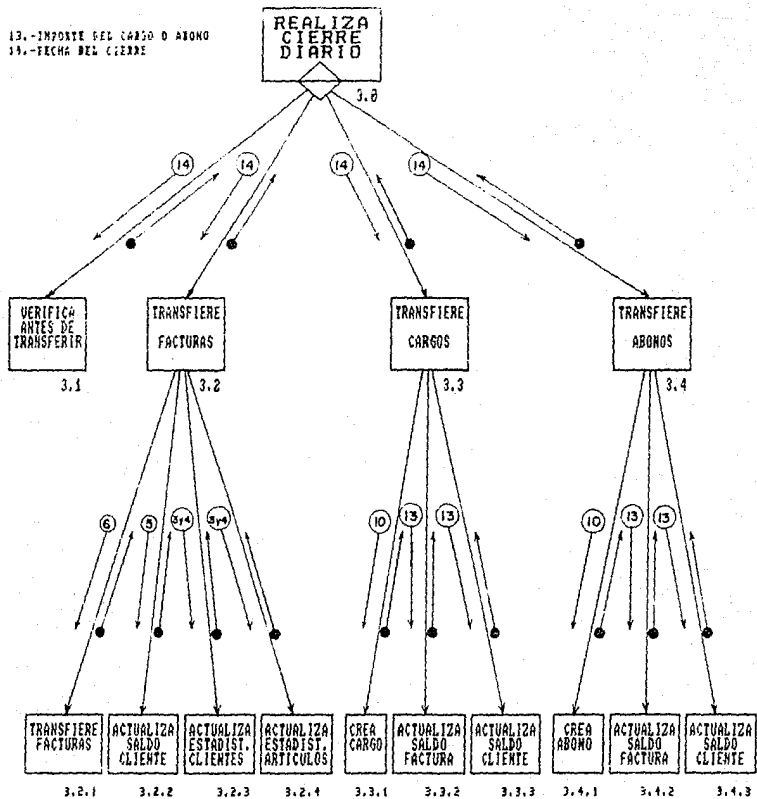 13.-IMPORTE DEL CARGO O ABONO
14.-FECHA DEL CIERRE
REALIZA
CIERRE
DIARIO
3.0
14
14
14
14
VERIFICA
ANTES DE
TRANSFERIR
3.1
TRANSFIERE
FACTURAS
3.2
TRANSFIERE
CARGOS
3.3
TRANSFIERE
ABONOS
3.4
6
5
3y4
3y4
10
13
13
10
13
13
TRANSFIERE
FACTURAS
3.2.1
ACTUALIZA
SALDO
CLIENTE
3.2.2
ACTUALIZA
ESTADIST.
CLIENTES
3.2.3
ACTUALIZA
ESTADIST.
ARTICULOS
3.2.4
CREA
CARGO
3.3.1
ACTUALIZA
SALDO
FACTURA
3.3.2
ACTUALIZA
SALDO
CLIENTE
3.3.3
CREA
ABONO
3.4.1
ACTUALIZA
SALDO
FACTURA
3.4.2
ACTUALIZA
SALDO
CLIENTE
3.4.3